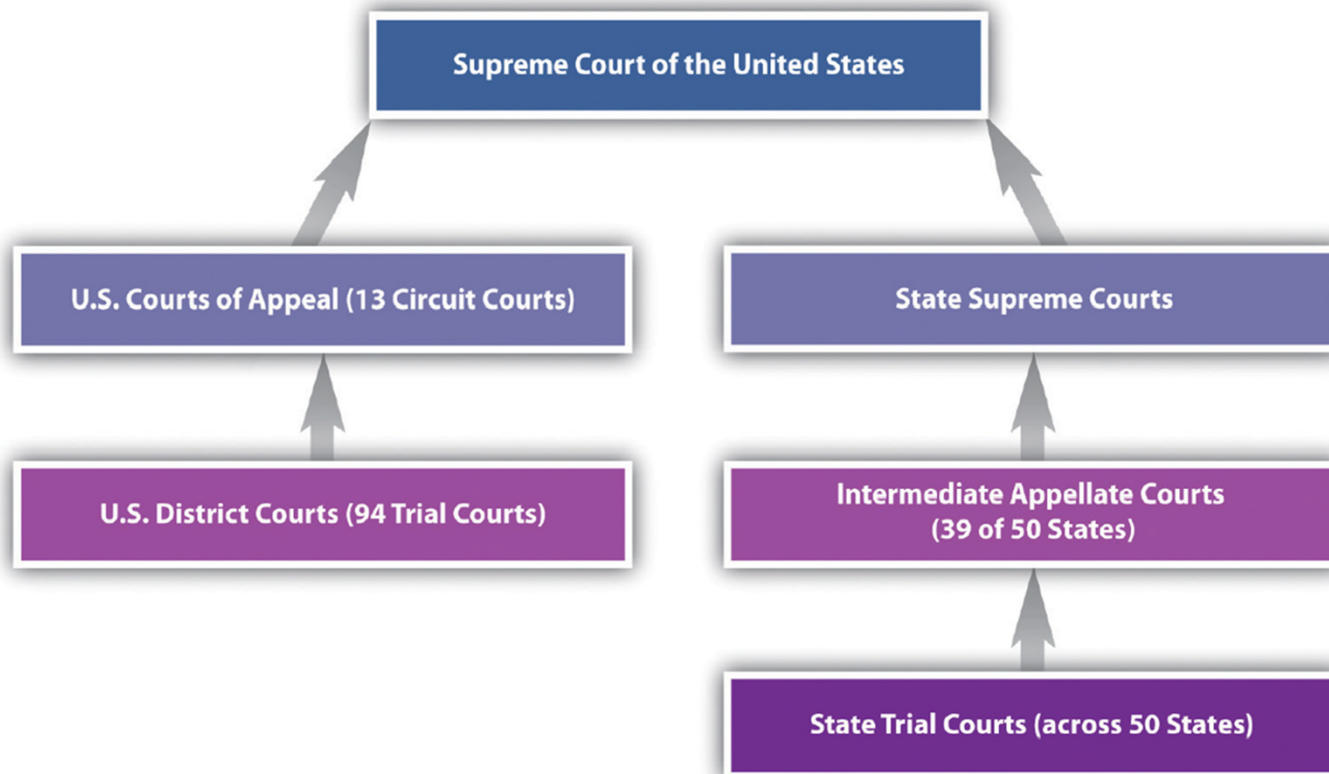 Supreme Court of the United States
U.S. Courts of Appeal (13 Circuit Courts)
State Supreme Courts
U.S. District Courts (94 Trial Courts)
Intermediate Appellate Courts
(39 of 50 States)
State Trial Courts (across 50 States)